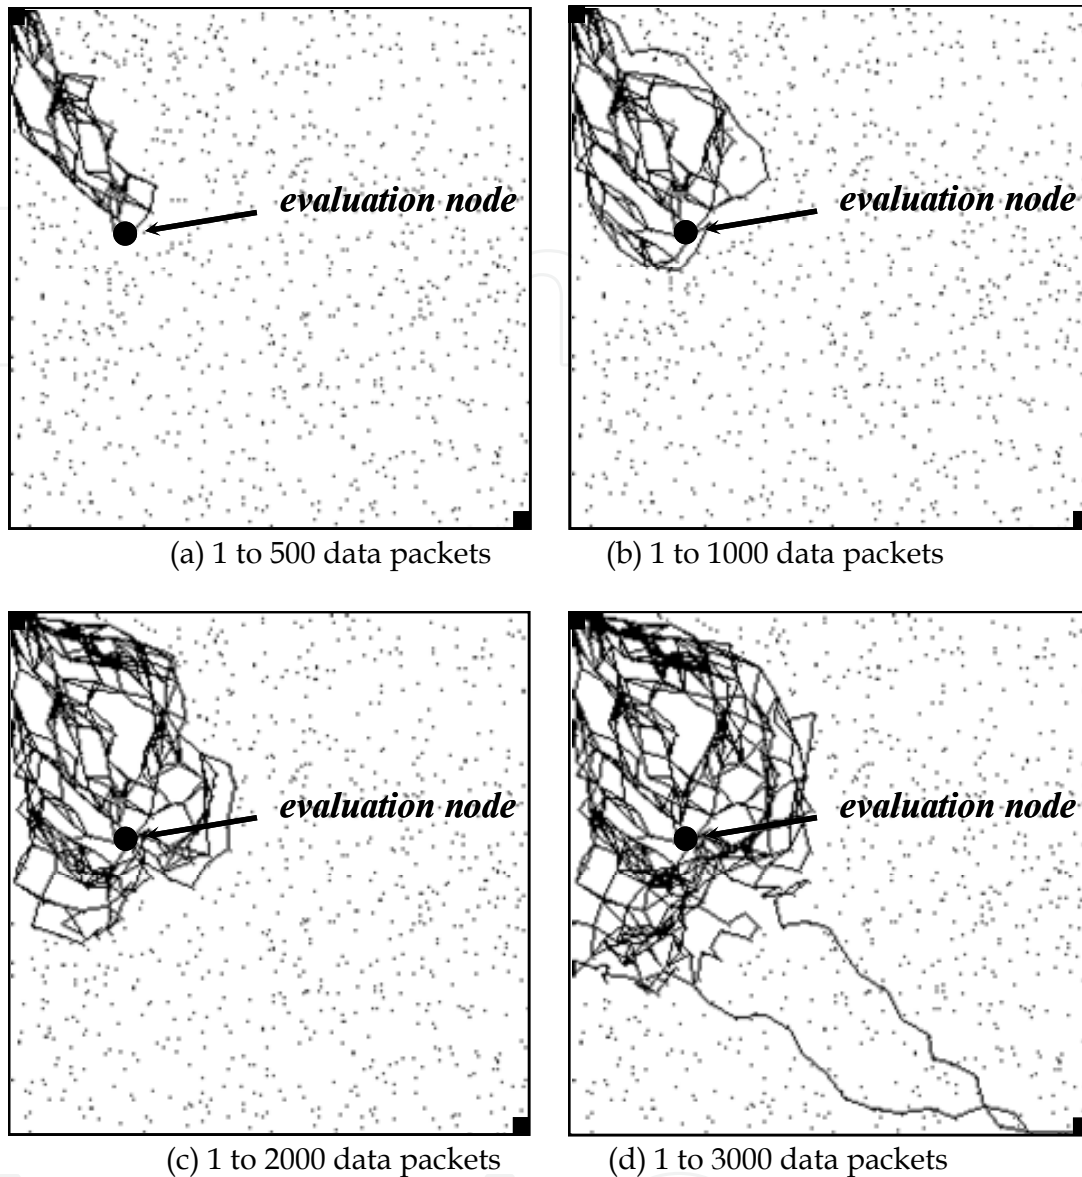 evaluation node
evaluation node
(a) 1 to 500 data packets
(b) 1 to 1000 data packets
evaluation node
evaluation node
(c) 1 to 2000 data packets
(d) 1 to 3000 data packets